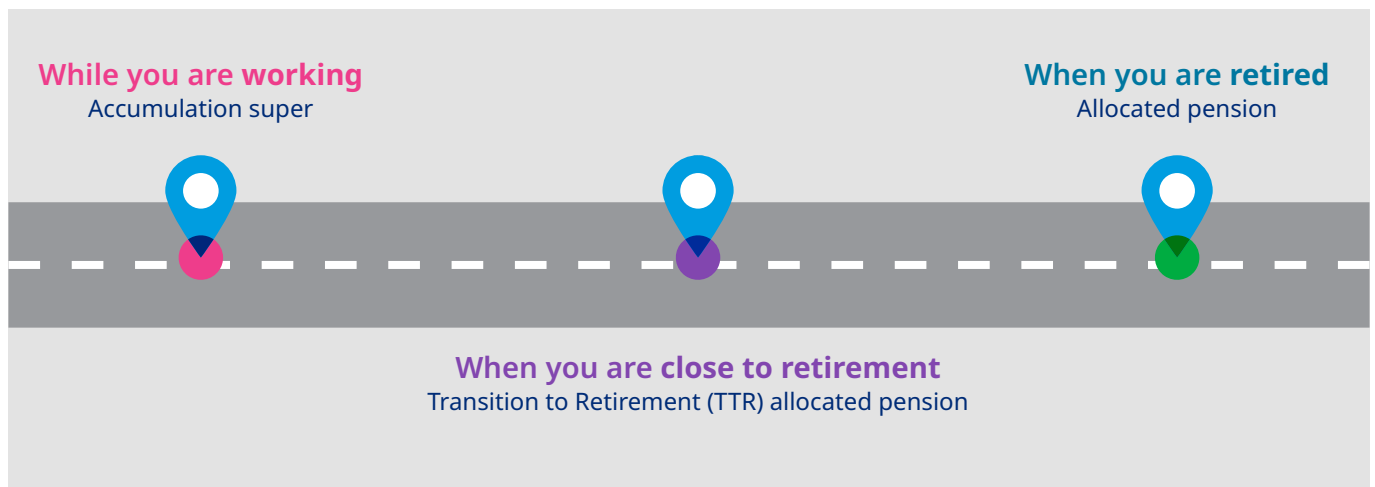 While you are working
Accumulation super
When you are retired
Allocated pension
When you are close to retirement
Transition to Retirement (TTR) allocated pension